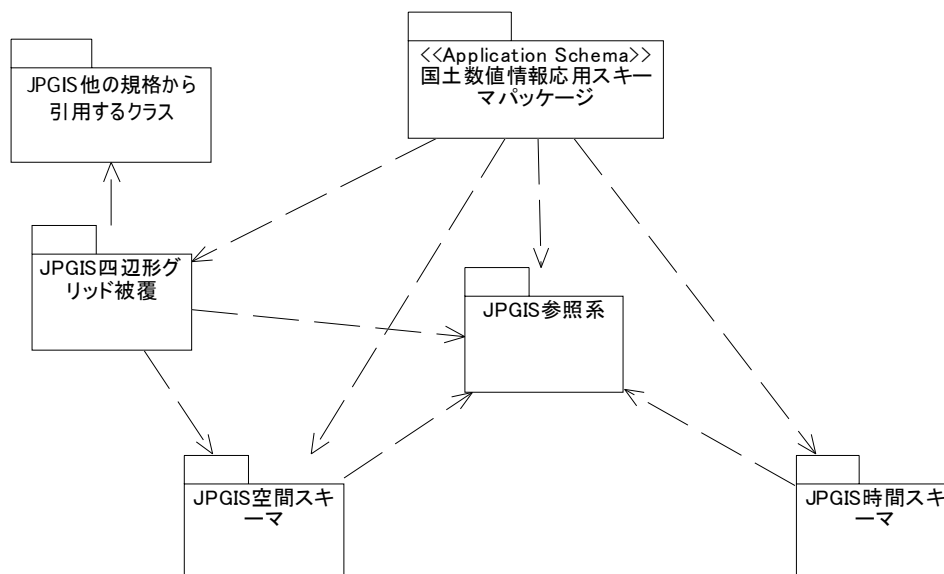 <<Application Schema>>
国土数値情報応用スキー
マパッケージ
JPGIS他の規格から
引用するクラス
JPGIS四辺形グ
リッド被覆
JPGIS参照系
JPGIS空間スキ
ーマ
JPGIS時間スキ
ーマ